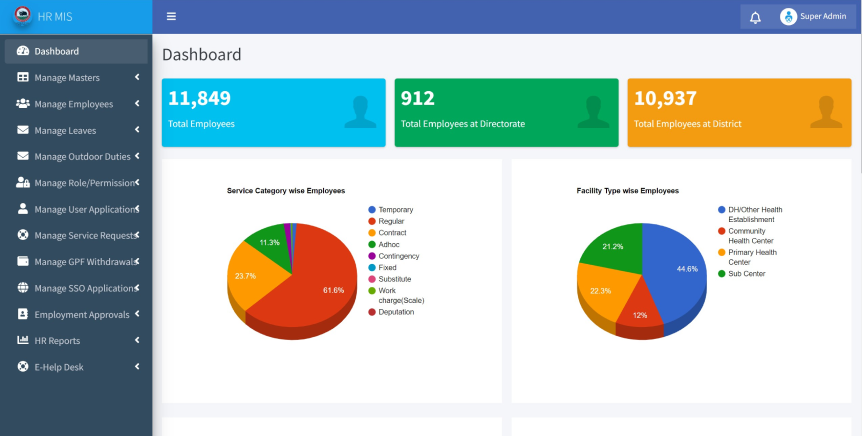 HR MIS
Super Admin
Dashboard
Manage Masters
Manage Employees
Manage Leaves
Manage Outdoor Duties
Manage Role/Permission
Manage User Applications
Manage Service Requests
Manage GPF Withdrawals
Manage SSO Applications
Employment Approvals
HR Reports
E-Help Desk
Dashboard
11,849
Total Employees
912
Total Employees at Directorate
10,937
Total Employees at District
Service Category wise Employees
11.3%
23.7%
61.6%
Temporary
Regular
Contract
Adhoc
Contingency
Fixed
Substitute
Work
charge(Scale)
Deputation
Facility Type wise Employees
21.2%
44.6%
22.3%
12%
DH/Other Health
Establishment
Community
Health Center
Primary Health
Center
Sub Center